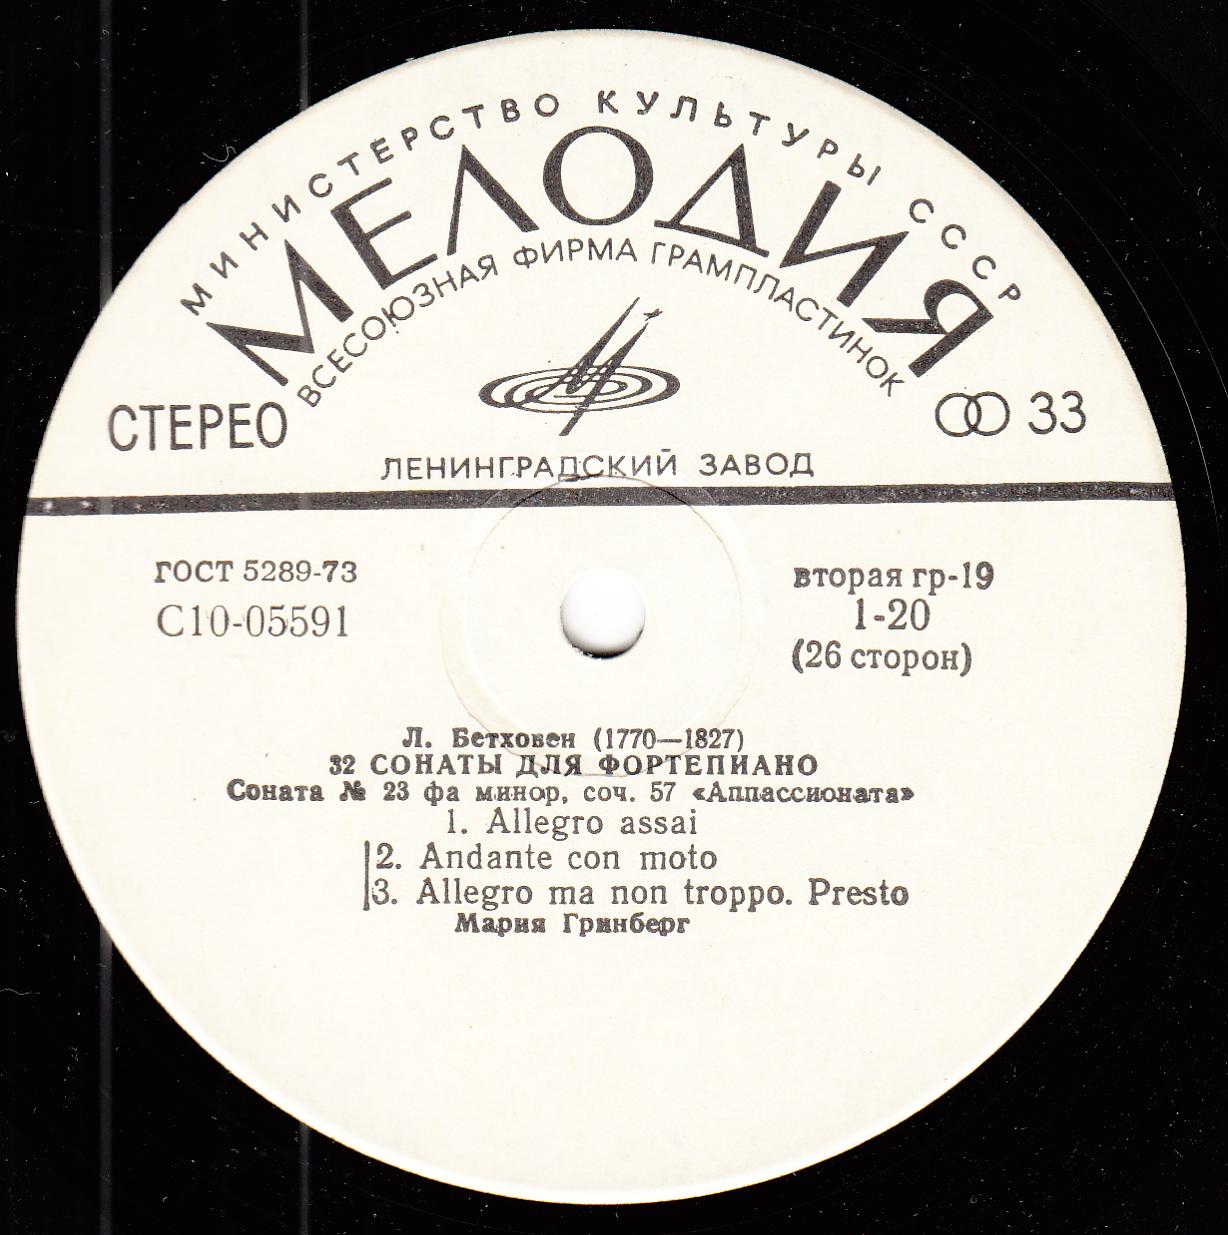 МИНИСТЕРСТВО КУЛЬТУРЫ СССР
МЕЛОДИЯ
ВСЕСОЮЗНАЯ ФИРМА ГРАМПЛАСТИНОК
СТЕРЕО
33
ЛЕНИНГРАДСКИЙ ЗАВОД
ГОСТ 5289-73
С10-05591
вторая гр-19
1-20
(26 сторон)
Л. Бетховен (1770—1827)
32 СОНАТЫ ДЛЯ ФОРТЕПИАНО
Соната № 23 фа минор, соч. 57 «Аппассионата»
1. Allegro assai
2. Andante con moto
3. Allegro ma non troppo. Presto
Мария Гринберг